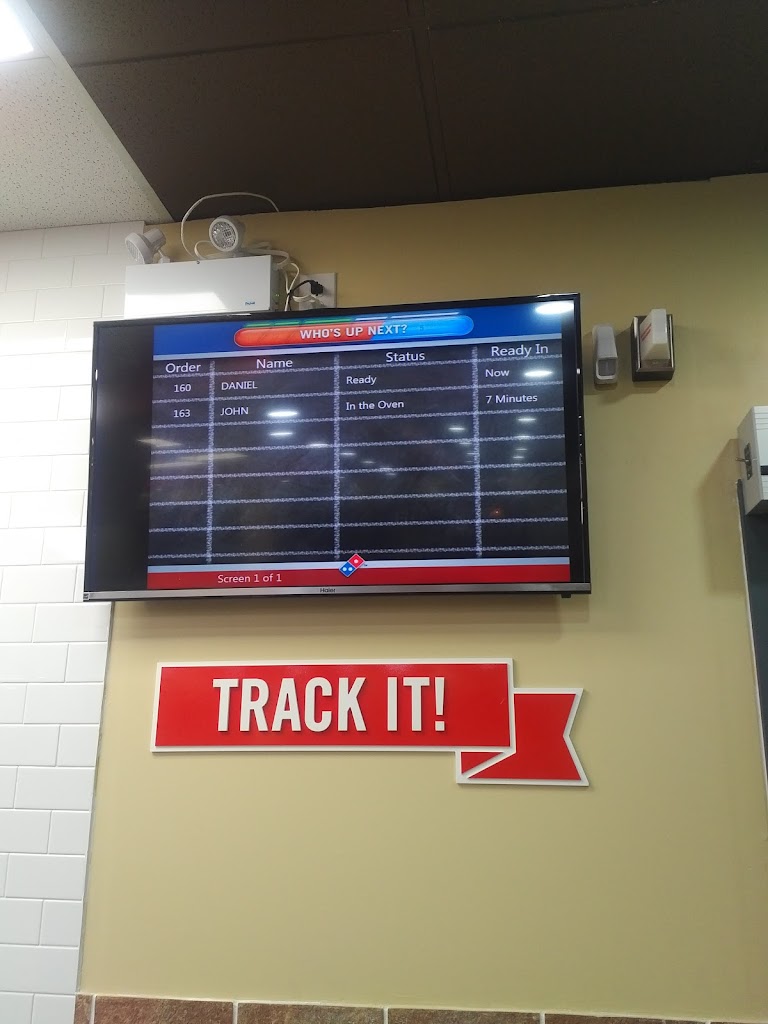 WHO'S UP NEXT?
Order Name Status Ready In
160 DANIEL Ready Now
163 JOHN In the Oven 7 Minutes
Screen 1 of 1
Haier
TRACK IT!